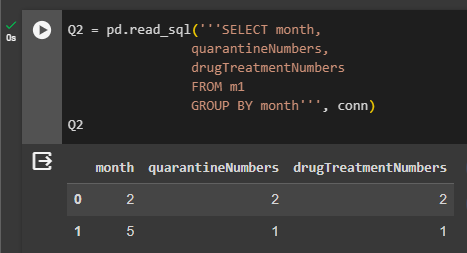 Q2 = pd.read_sql('''SELECT month,
quarantineNumbers,
drugTreatmentNumbers
FROM m1
GROUP BY month''', conn)
Q2
0s
month quarantineNumbers drugTreatmentNumbers
0 2 2 2
1 5 1 1